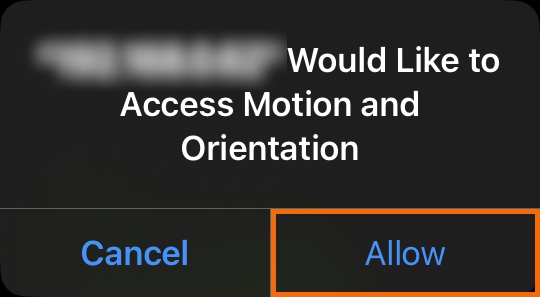 Would Like to
Access Motion and
Orientation
Cancel
Allow